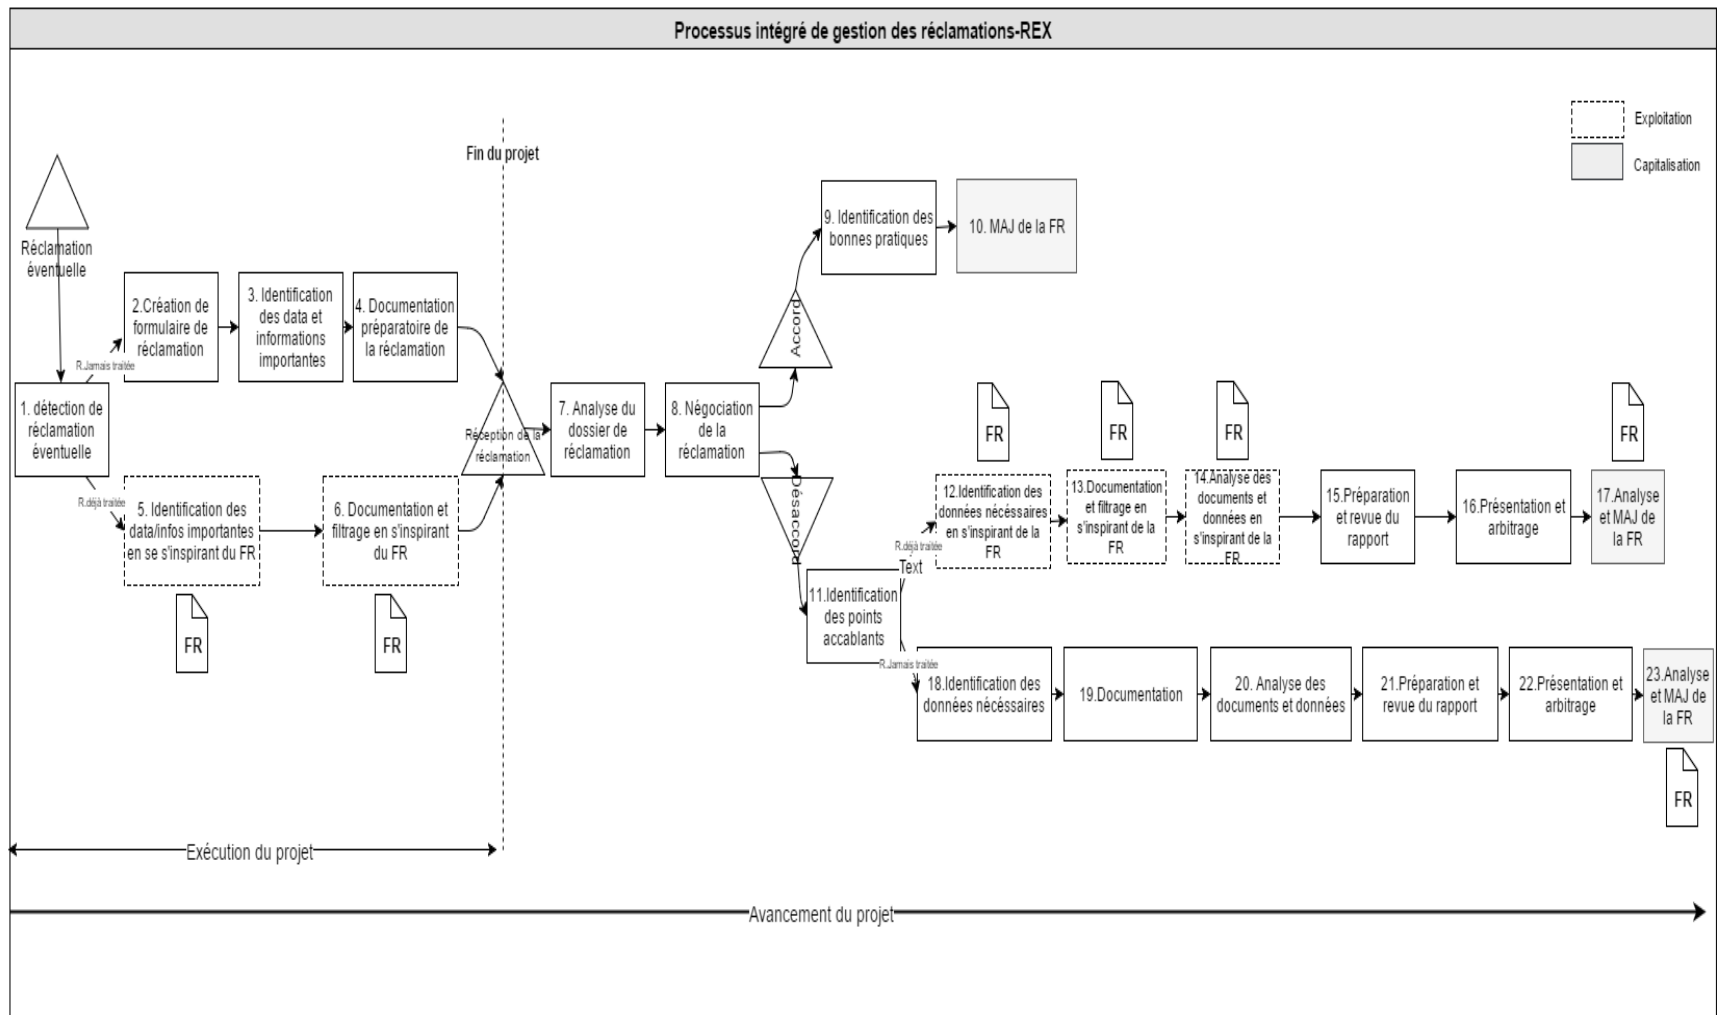 Processus intégré de gestion des réclamations-REX
Exploitation
Capitalisation
Fin du projet
Réclamation
éventuelle
1. détection de
réclamation
éventuelle
R.Jamais traitée
2.Création de
formulaire de
réclamation
3. Identification
des data et
informations
importantes
4. Documentation
préparatoire de
la réclamation
R.déjà traitée
5. Identification des
data/infos importantes
en se s'inspirant du FR
FR
6. Documentation et
filtrage en s'inspirant
du FR
FR
Réception de la
réclamation
7. Analyse du
dossier de
réclamation
8. Négociation
de la
réclamation
Accord
9. Identification des
bonnes pratiques
10. MAJ de la FR
Désaccord
11.Identification
des points
accablants
R.déjà traitée
Text
FR
12.Identification des
données nécéssaires
en s'inspirant de la
FR
FR
13.Documentation
et filtrage en
s'inspirant de la
FR
FR
14.Analyse des
documents et
données en
s'inspirant de la
FR
15.Préparation
et revue du
rapport
16.Présentation et
arbitrage
FR
17.Analyse
et MAJ de
la FR
R.Jamais traitée
18.Identification des
données nécéssaires
19.Documentation
20. Analyse des
documents et données
21.Préparation et
revue du rapport
22.Présentation et
arbitrage
23.Analyse
et MAJ de
la FR
FR
Exécution du projet
Avancement du projet